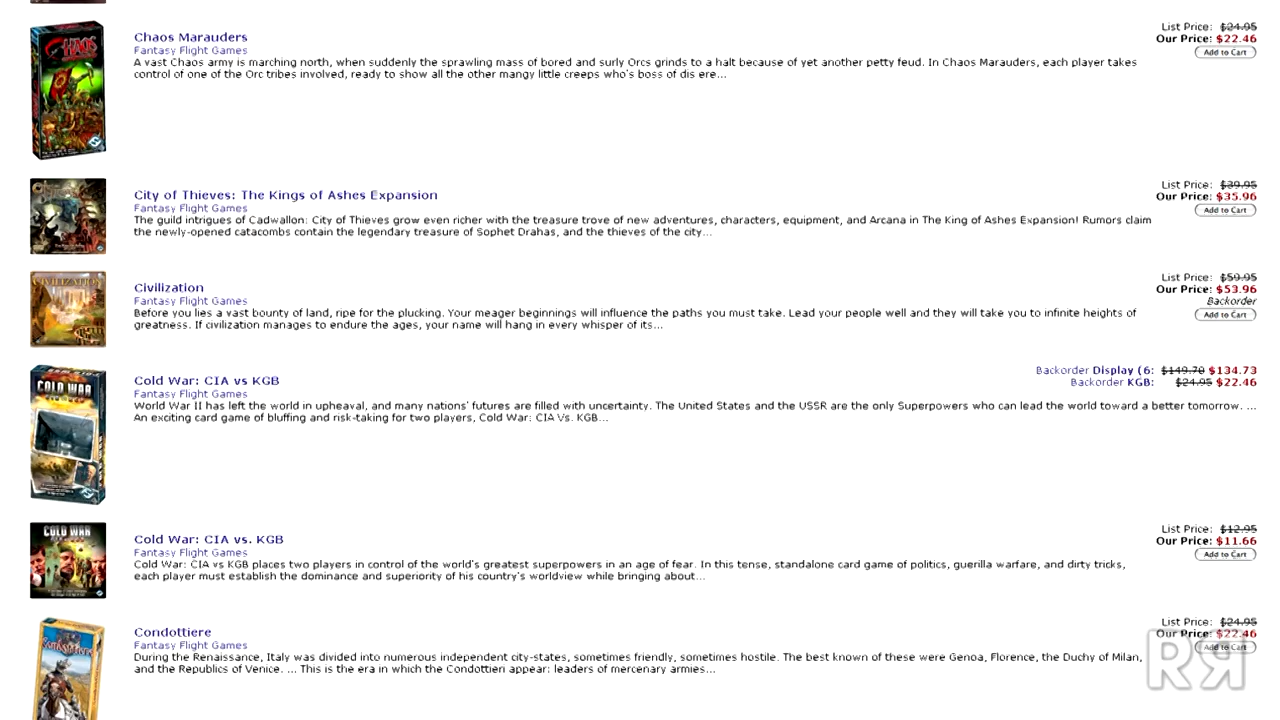 Chaos Marauders
Fantasy Flight Games
A vast Chaos army is marching north, when suddenly the sprawling mass of bored and surly Orcs grinds to a halt because of yet another petty feud. In Chaos Marauders, each player takes
control of one of the Orc tribes involved, ready to show all the other mangy little creeps who's boss of dis ere...
List Price: $24.95
Our Price: $22.46
Add to Cart
City of Thieves: The Kings of Ashes Expansion
Fantasy Flight Games
The guild intrigues of Cadwallon: City of Thieves grow even richer with the treasure trove of new adventures, characters, equipment, and Arcana in The King of Ashes Expansion! Rumors claim
the newly-opened catacombs contain the legendary treasure of Sophet Drahas, and the thieves of the city...
List Price: $39.95
Our Price: $35.96
Add to Cart
CIVILIZATION
Civilization
Fantasy Flight Games
Before you lies a vast bounty of land, ripe for the plucking. Your meager beginnings will influence the paths you must take. Lead your people well and they will take you to infinite heights of
greatness. If civilization manages to endure the ages, your name will hang in every whisper of its...
List Price: $59.95
Our Price: $53.96
Backorder
Add to Cart
COLD WAR
Cold War: CIA vs KGB
Fantasy Flight Games
World War II has left the world in upheaval, and many nations' futures are filled with uncertainty. The United States and the USSR are the only Superpowers who can lead the world toward a better tomorrow. ...
An exciting card game of bluffing and risk-taking for two players, Cold War: CIA Vs. KGB...
Backorder Display (6: $149.70 $134.73
Backorder KGB: $24.95 $22.46
COLD WAR
Cold War: CIA vs. KGB
Fantasy Flight Games
Cold War: CIA vs KGB places two players in control of the world's greatest superpowers in an age of fear. In this tense, standalone card game of politics, guerilla warfare, and dirty tricks,
each player must establish the dominance and superiority of his country's worldview while bringing about...
List Price: $12.95
Our Price: $11.66
Add to Cart
Condottiere
Fantasy Flight Games
During the Renaissance, Italy was divided into numerous independent city-states, sometimes friendly, sometimes hostile. The best known of these were Genoa, Florence, the Duchy of Milan,
and the Republics of Venice. ... This is the era in which the Condottieri appear: leaders of mercenary armies...
List Price: $24.95
Our Price: $22.46
Add to Cart